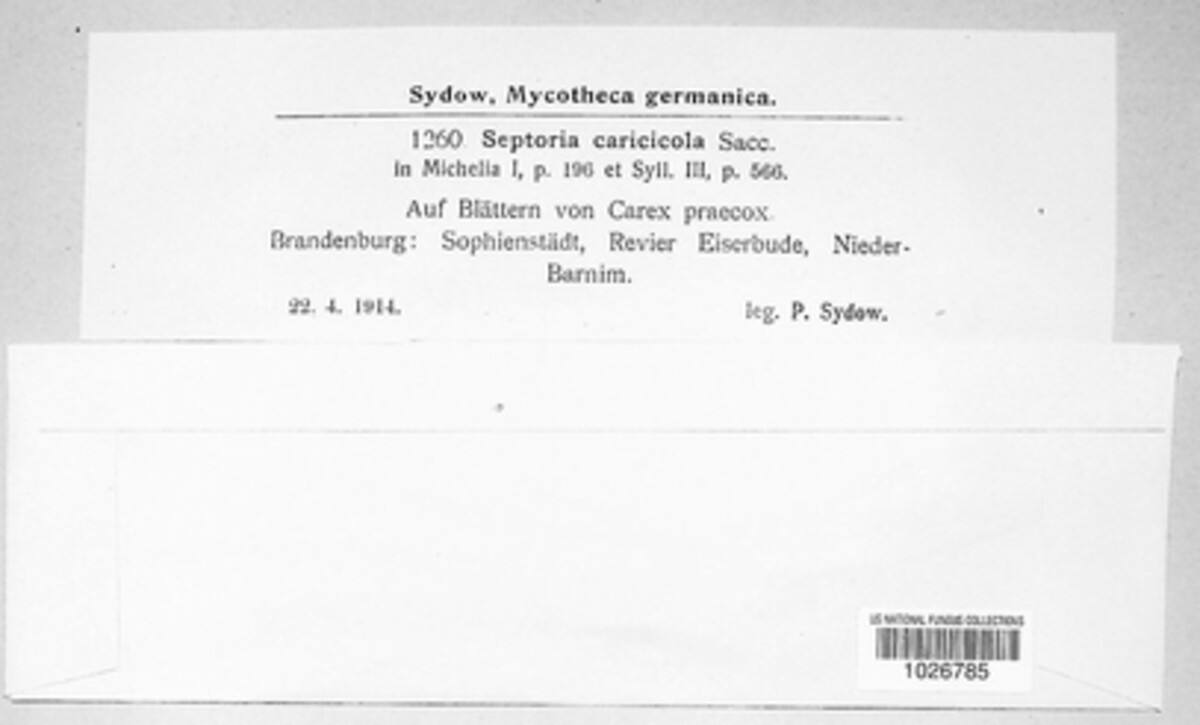 Sydow, Mycotheca germanica.
1260 Septoria caricicola Sacc.
in Michelia I, p. 196 et Syll. III, p. 566.
Auf Blättern von Carex praecox.
Brandenburg: Sophienstädt, Revier Eiserbude, Nieder-
Barnim.
22. 4. 1914. leg. P. Sydow.
US NATIONAL FUNGUS COLLECTIONS
1026785